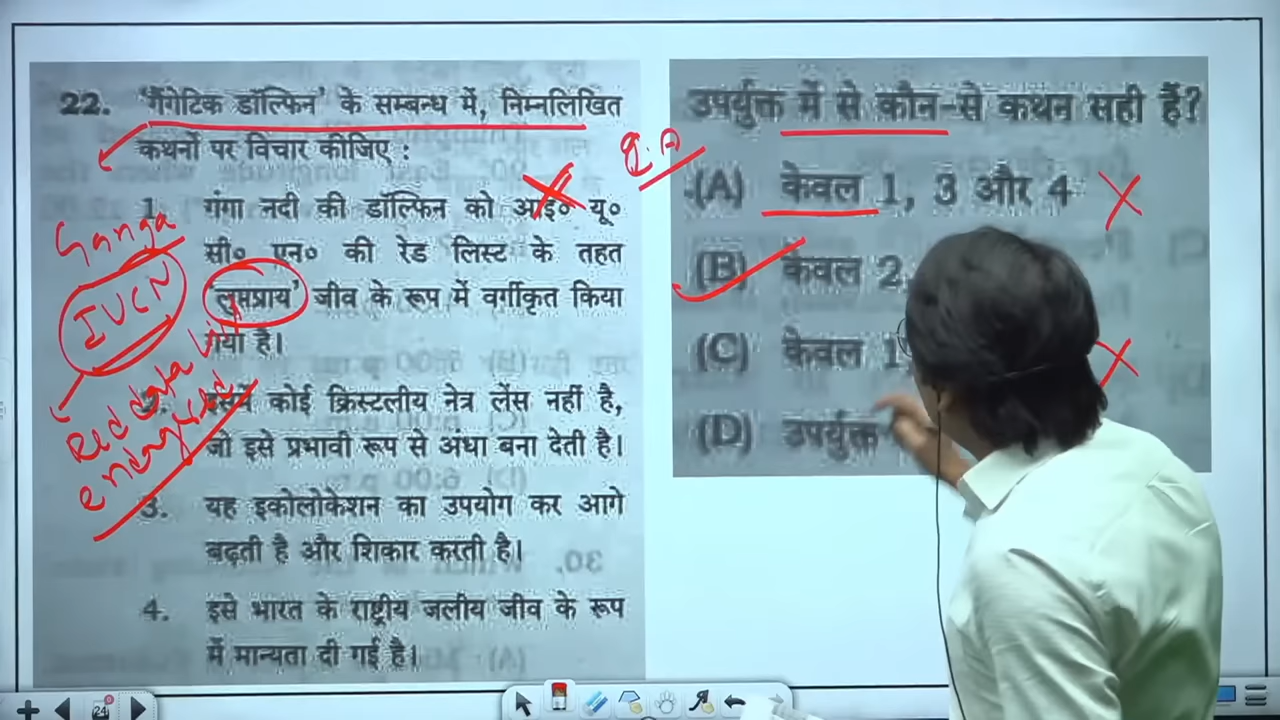 22. 'गैंगेटिक डॉल्फिन' के सम्बन्ध में, निम्नलिखित
कथनों पर विचार कीजिए :
1. गंगा नदी की डॉल्फिन को आई० यू०
सी० एन० की रेड लिस्ट के तहत
'लुप्तप्राय' जीव के रूप में वर्गीकृत किया
गया है।
2. इसमें कोई क्रिस्टलीय नेत्र लेंस नहीं है,
जो इसे प्रभावी रूप से अंधा बना देती है।
3. यह इकोलोकेशन का उपयोग कर आगे
बढ़ती है और शिकार करती है।
4. इसे भारत के राष्ट्रीय जलीय जीव के रूप
में मान्यता दी गई है।
Ganga
IUCN
Red data
endangered
उपर्युक्त में से कौन-से कथन सही हैं?
(A) केवल 1, 3 और 4
(B) केवल 2,
(C) केवल 1,
(D) उपर्युक्त
24